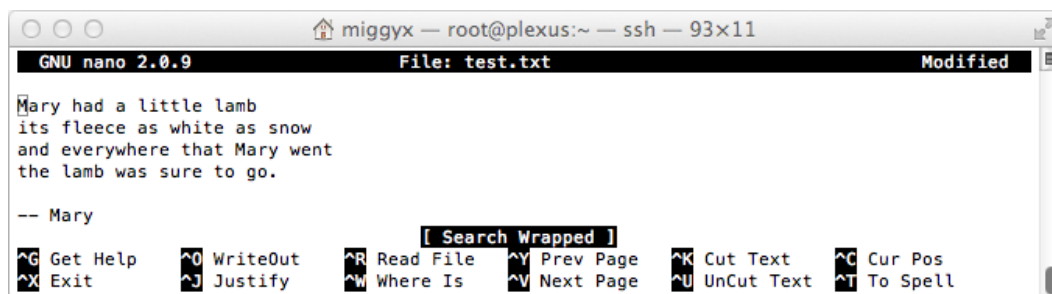 miggyx — root@plexus:~ — ssh — 93×11
GNU nano 2.0.9 File: test.txt Modified
Mary had a little lamb
its fleece as white as snow
and everywhere that Mary went
the lamb was sure to go.
-- Mary
[ Search Wrapped ]
^G Get Help ^O WriteOut ^R Read File ^Y Prev Page ^K Cut Text ^C Cur Pos
^X Exit ^J Justify ^W Where Is ^V Next Page ^U UnCut Text ^T To Spell